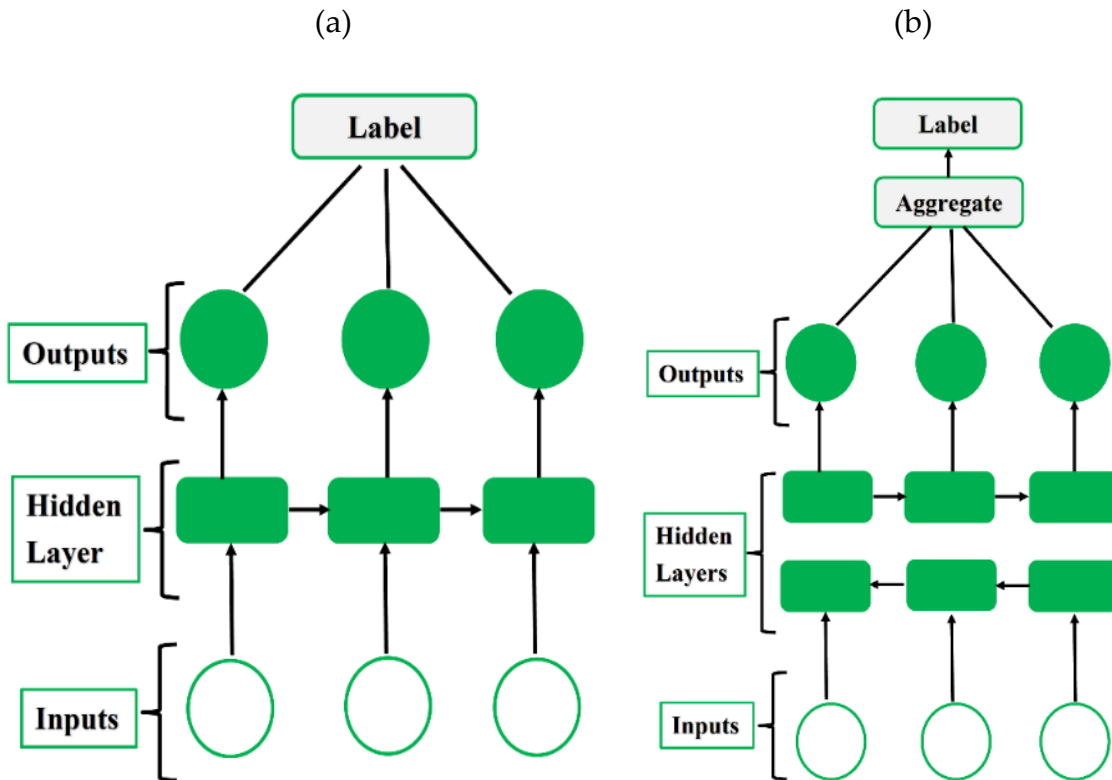 (a)
Label
Outputs
Hidden
Layer
Inputs
(b)
Label
Aggregate
Outputs
Hidden
Layers
Inputs